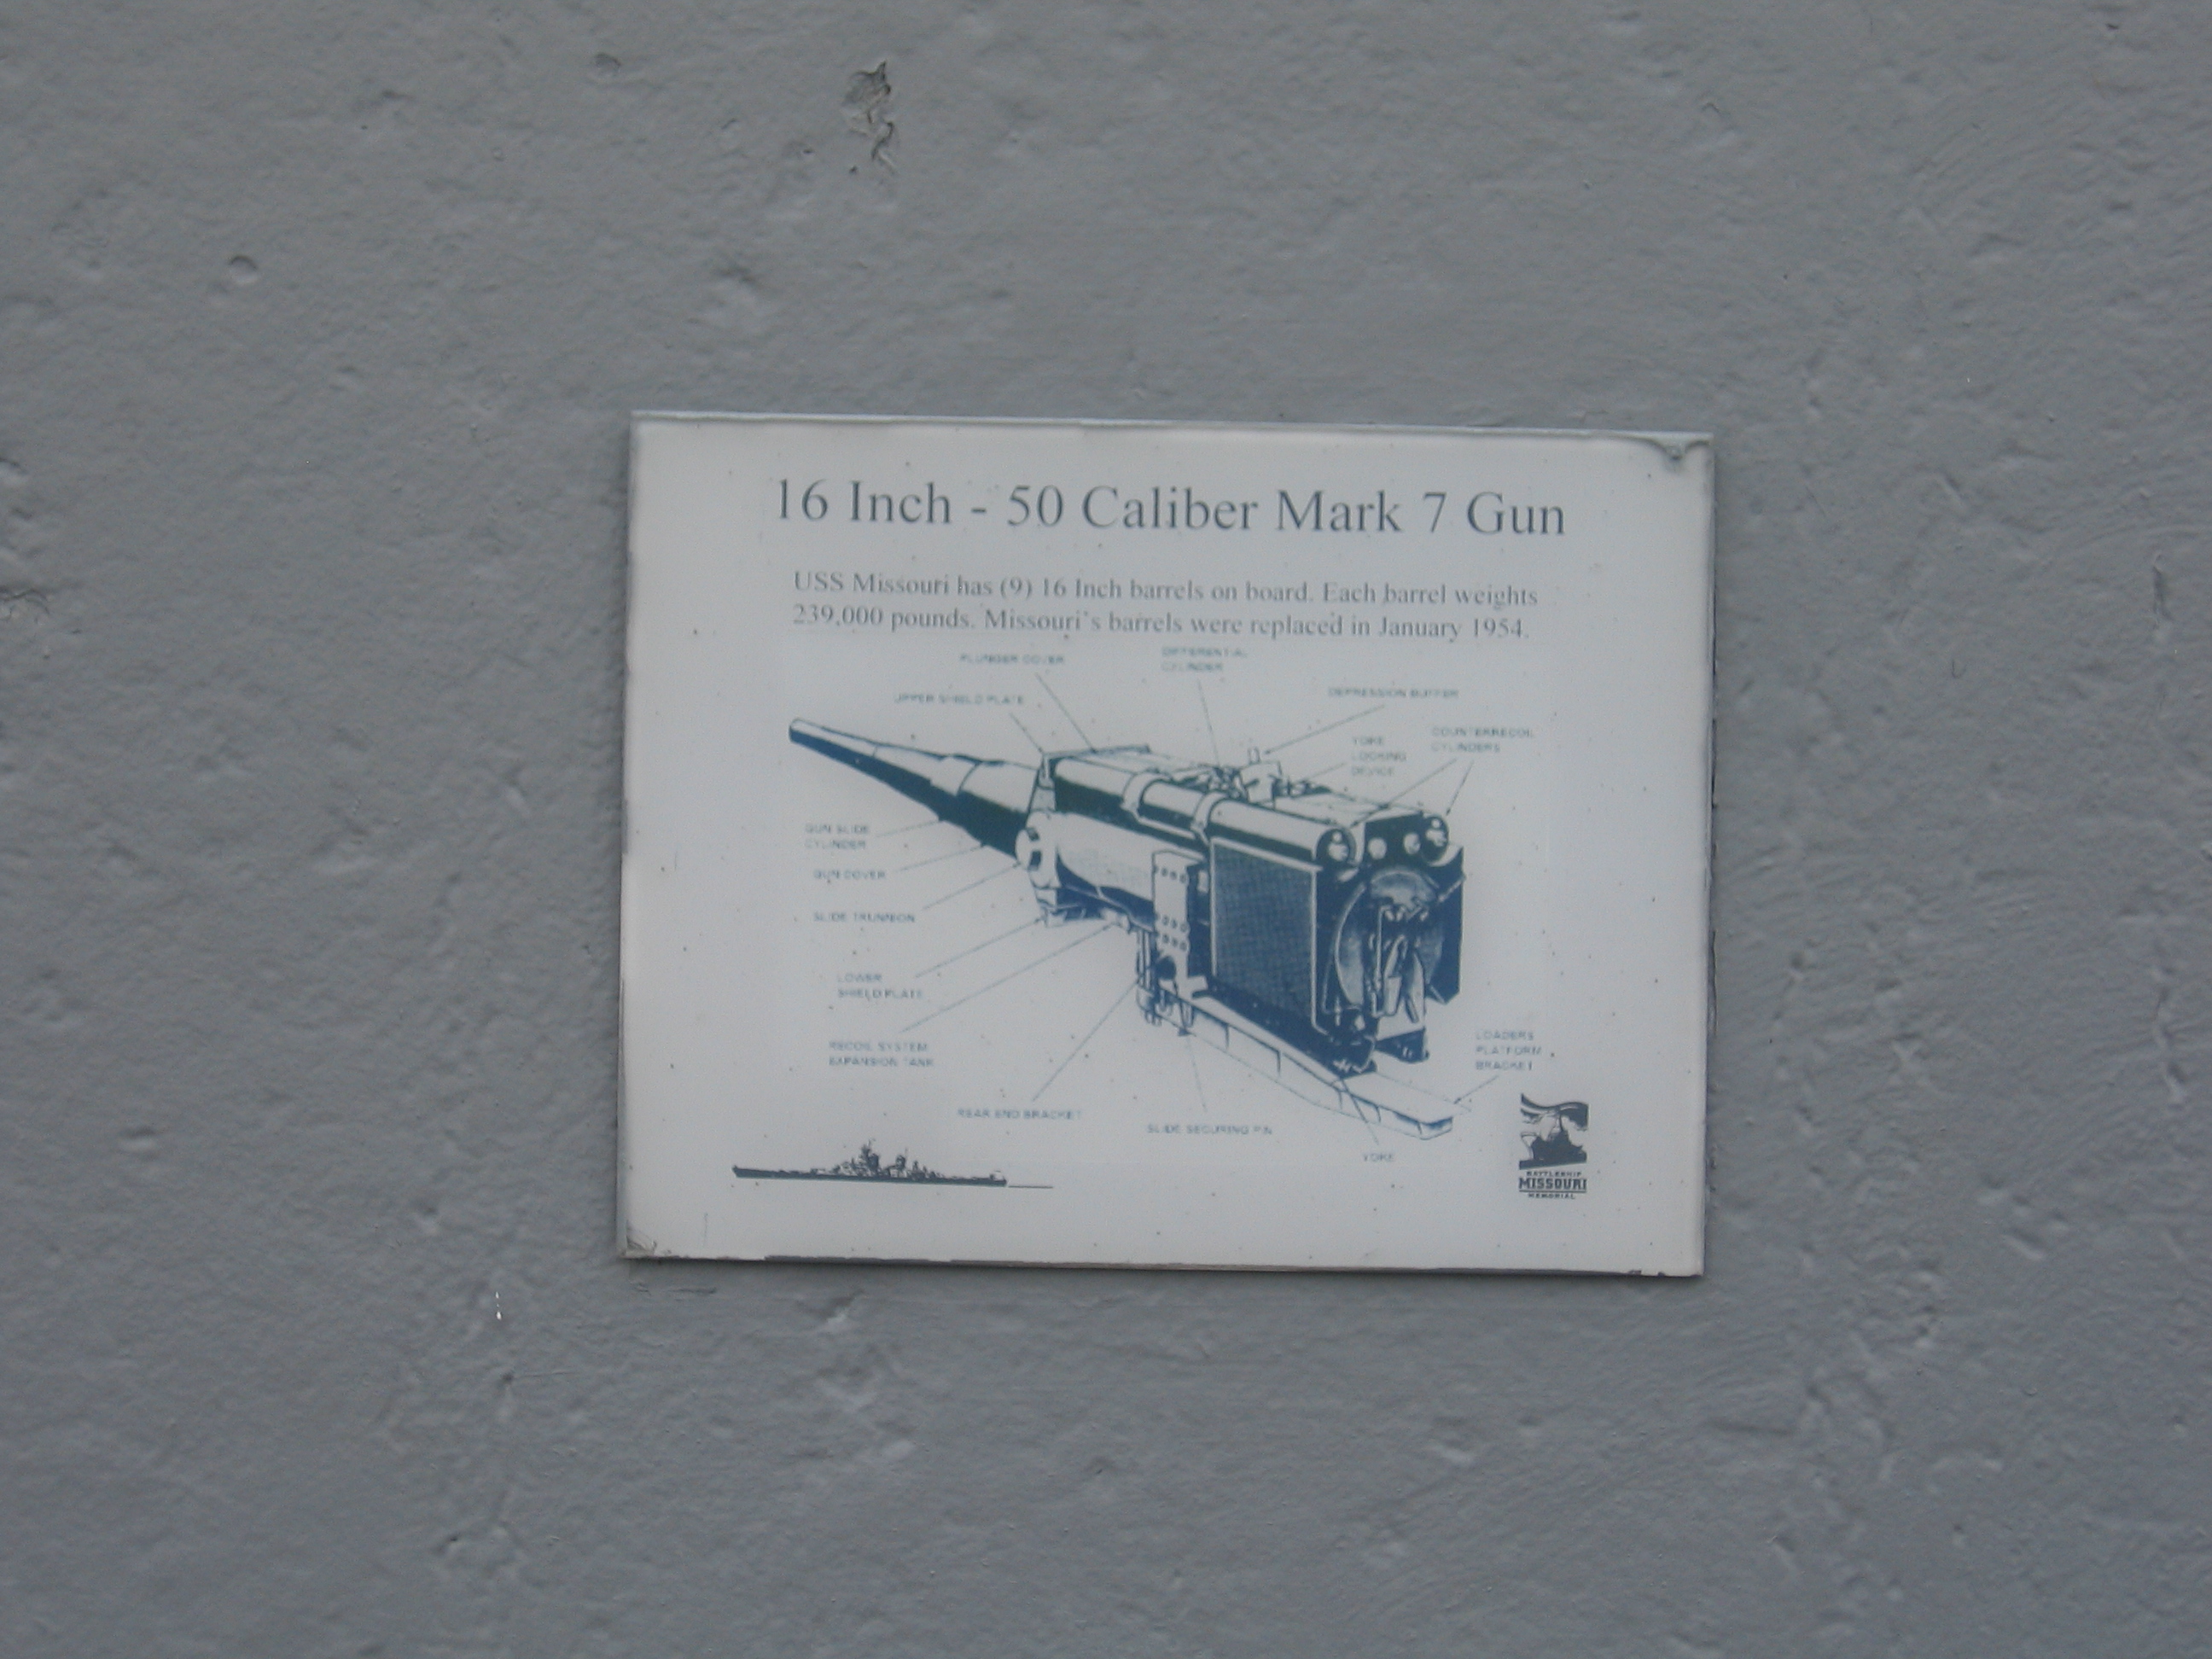 16 Inch - 50 Caliber Mark 7 Gun
USS Missouri has (9) 16 Inch barrels on board. Each barrel weights
239,000 pounds. Missouri's barrels were replaced in January 1954.
PLUNGER COVER
DIFFERENTIAL
CYLINDER
UPPER SHIELD PLATE
DEPRESSION BUFFER
YOKE
LOCKING
DEVICE
COUNTERRECOIL
CYLINDERS
GUN SLIDE
CYLINDER
GUN COVER
SLIDE TRUNNION
LOWER
SHIELD PLATE
RECOIL SYSTEM
EXPANSION TANK
REAR END BRACKET
SLIDE SECURING PIN
YOKE
LOADERS
PLATFORM
BRACKET
BATTLESHIP
MISSOURI
MEMORIAL